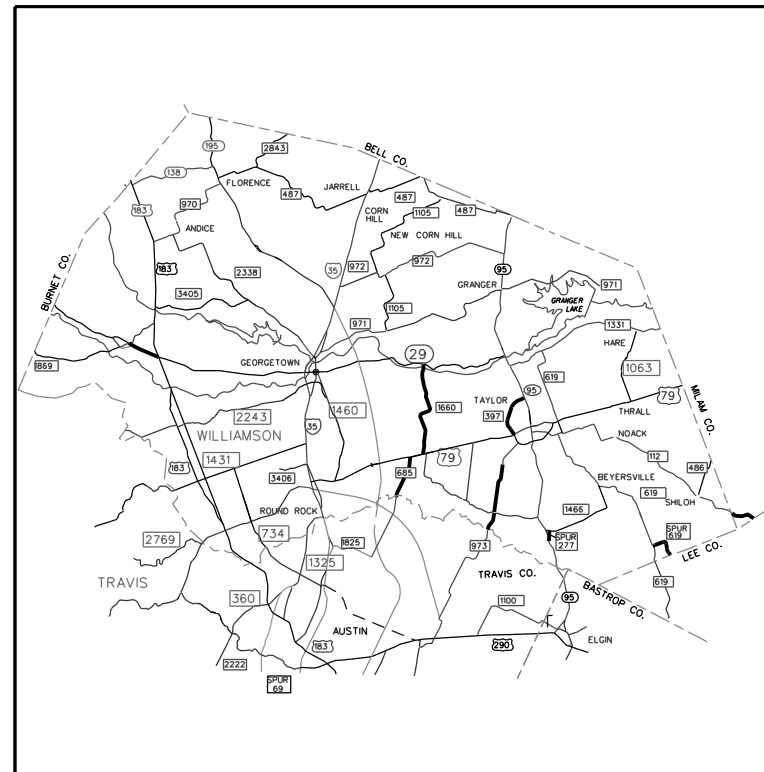 195
2843
BELL CO.
138
FLORENCE
JARRELL
487
487
183
970
CORN
HILL
1105
487
ANDICE
NEW CORN HILL
BURNET CO.
183
2338
35
972
972
95
3405
GRANGER
971
1105
GRANGER
LAKE
971
1331
GEORGETOWN
29
HARE
1869
619
1063
2243
1460
1660
TAYLOR
95
79
MILAM CO.
397
THRALL
WILLIAMSON
35
NOACK
183
1431
79
112
3406
685
BEYERSVILLE
486
619
SHILOH
ROUND ROCK
1466
2769
734
1825
973
SPUR
277
SPUR
619
1325
LEE CO.
TRAVIS
TRAVIS CO.
619
360
1100
95
BASTROP CO.
AUSTIN
183
290
ELGIN
2222
SPUR
69